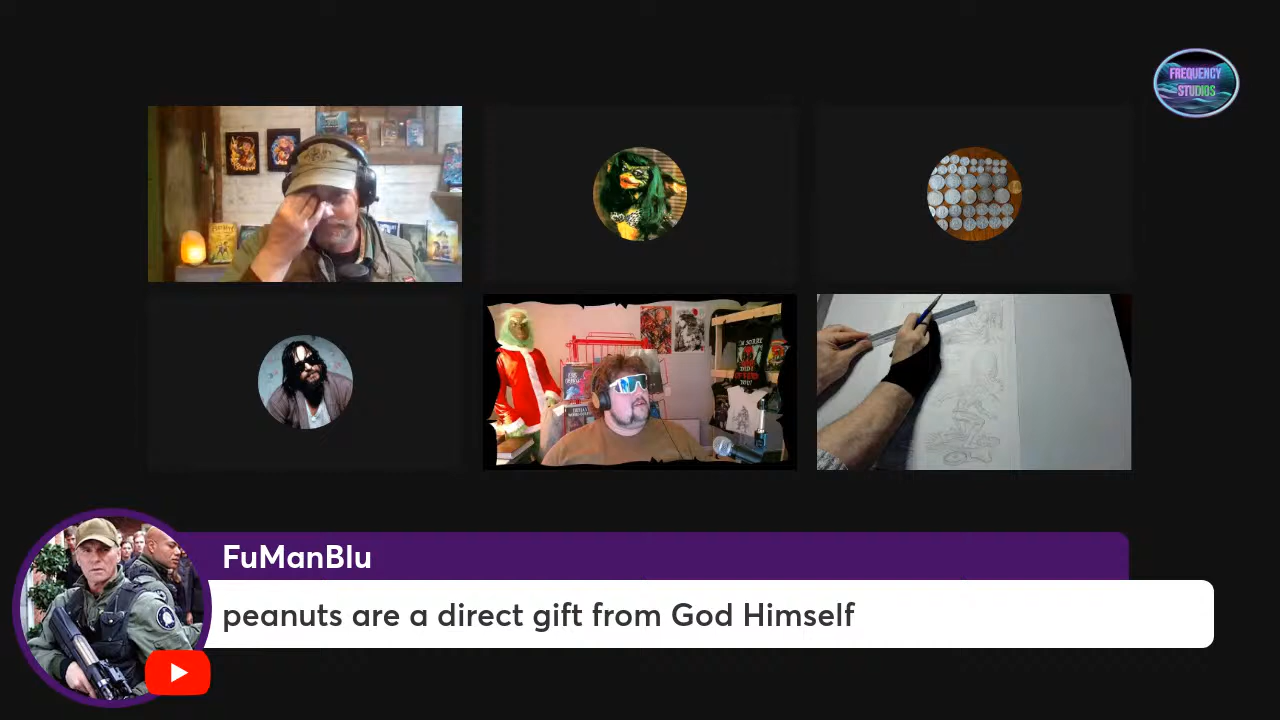 FREQUENCY
STUDIOS
FuManBlu
peanuts are a direct gift from God Himself